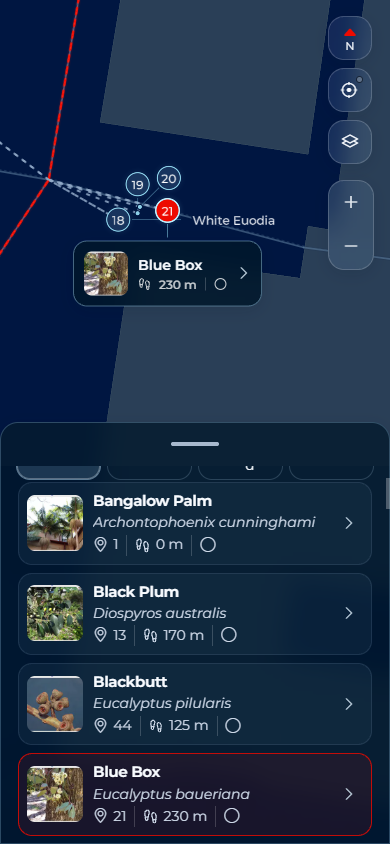 N
19
20
18
21
White Euodia
Blue Box
230 m
Bangalow Palm
Archontophoenix cunninghami
1
0 m
Black Plum
Diospyros australis
13
170 m
Blackbutt
Eucalyptus pilularis
44
125 m
Blue Box
Eucalyptus baueriana
21
230 m